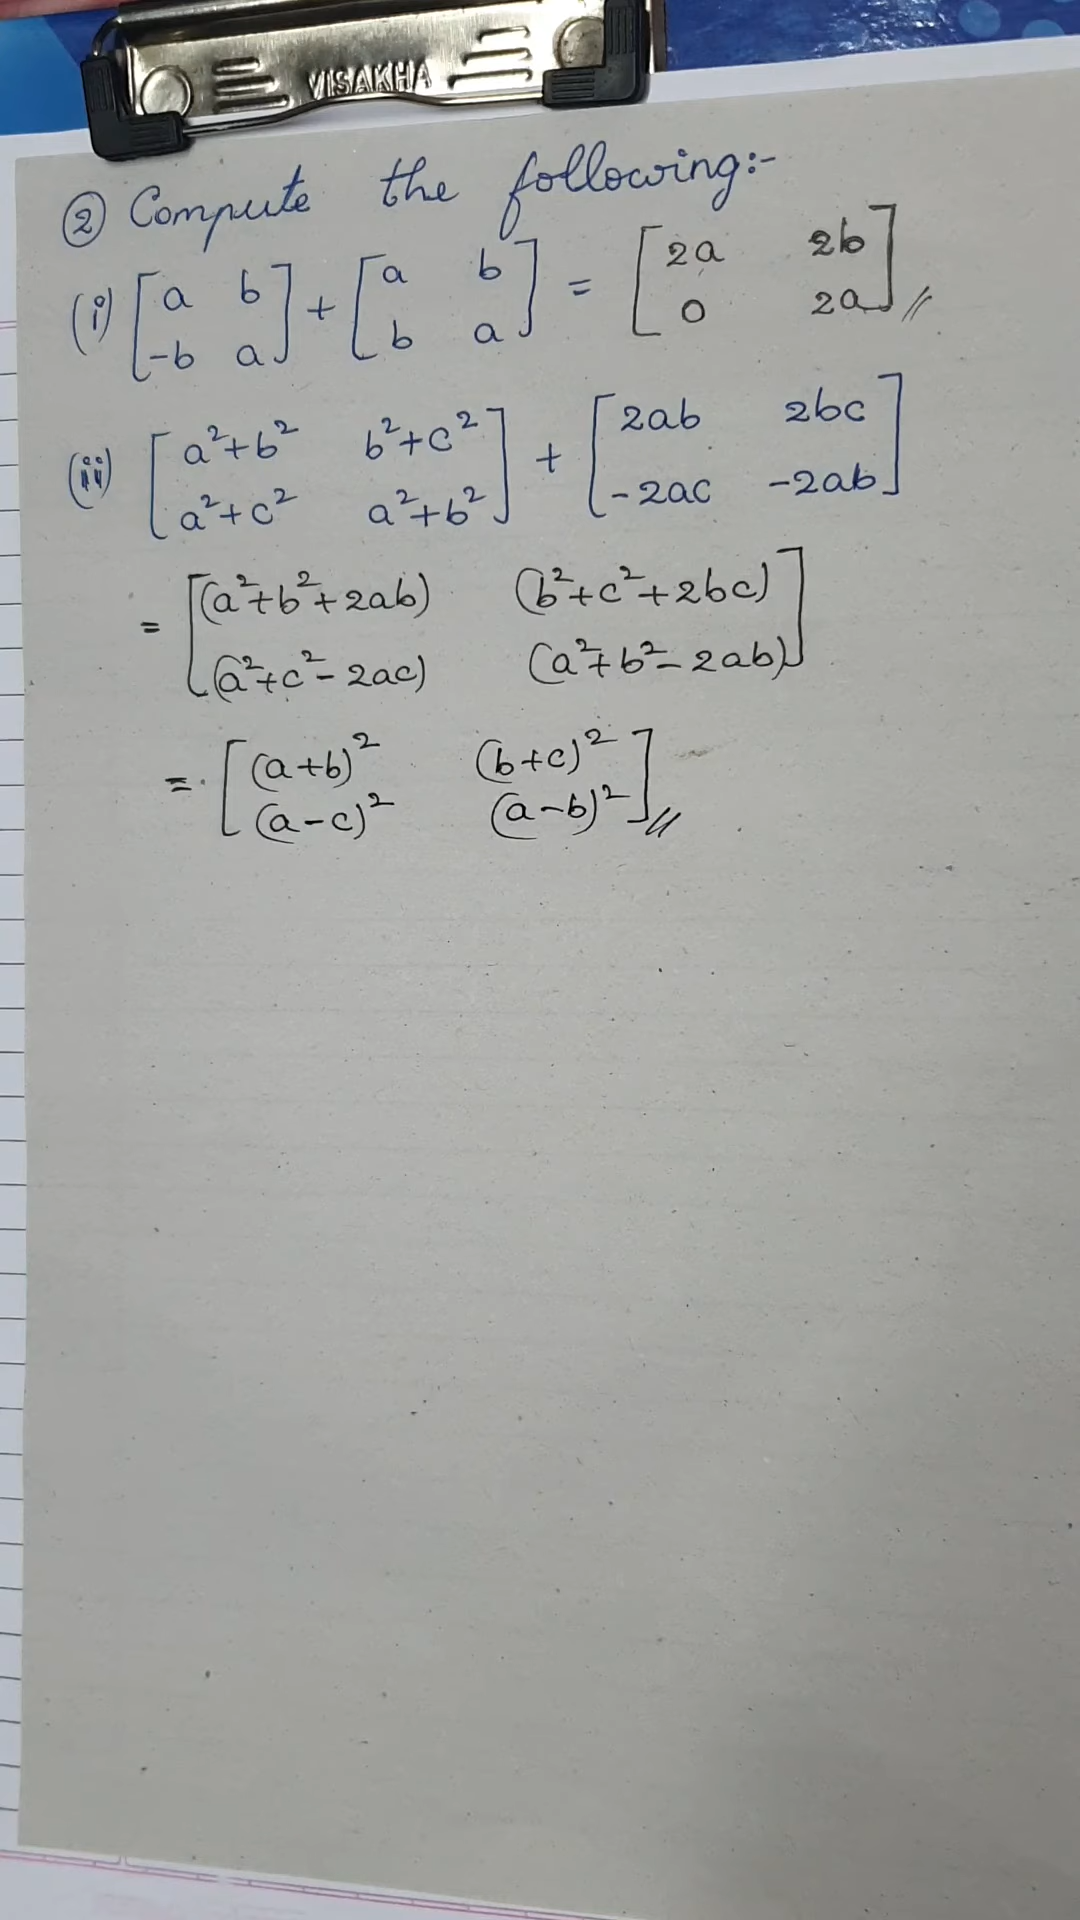 VISAKHA
② Compute the following:-
(i) [a b; -b a] + [a b; b a] = [2a 2b; 0 2a] //
(ii) [a²+b² b²+c²; a²+c² a²+b²] + [2ab 2bc; -2ac -2ab]
= [(a²+b²+2ab) (b²+c²+2bc); (a²+c²-2ac) (a²+b²-2ab)]
= [(a+b)² (b+c)²; (a-c)² (a-b)²] //